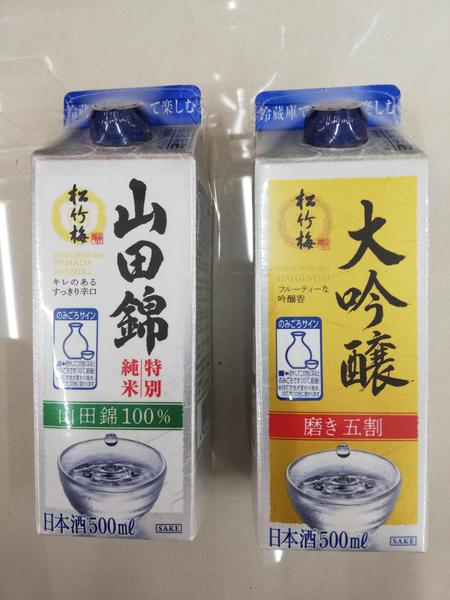 冷蔵庫で
て楽しむ
松竹梅
SHOCHIKUBAI
YAMADA
NISHIKI
キレのある
すっきり辛口
山田錦
のみごろサイン
特別
純米
山田錦100%
日本酒500ml
SAKE
冷蔵庫で
て楽しむ
松竹梅
SHOCHIKUBAI
DAIGINJYO
フルーティーな
吟醸香
大吟醸
のみごろサイン
磨き五割
日本酒500ml
SAKE